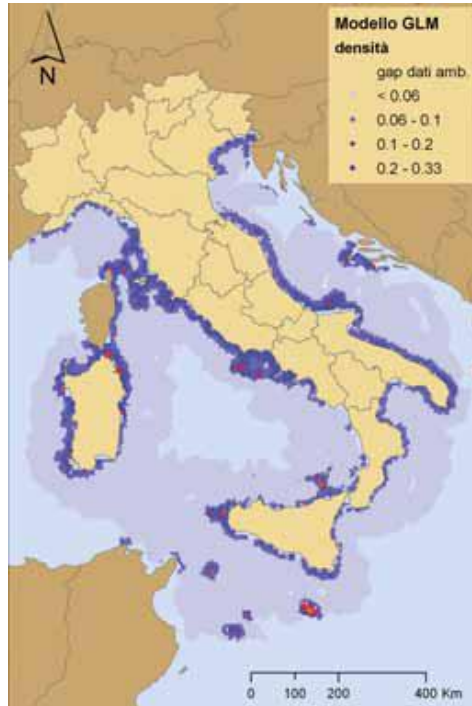 N
Modello GLM
densità
gap dati amb.
< 0.06
0.06 - 0.1
0.1 - 0.2
0.2 - 0.33
0 100 200 400 Km